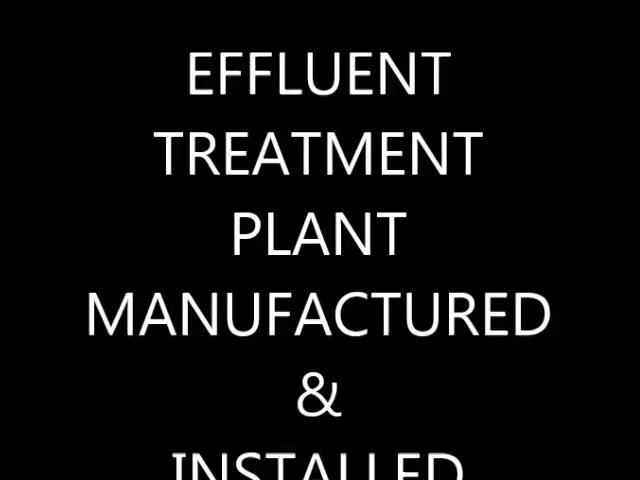 EFFLUENT
TREATMENT
PLANT
MANUFACTURED
&
INSTALLED